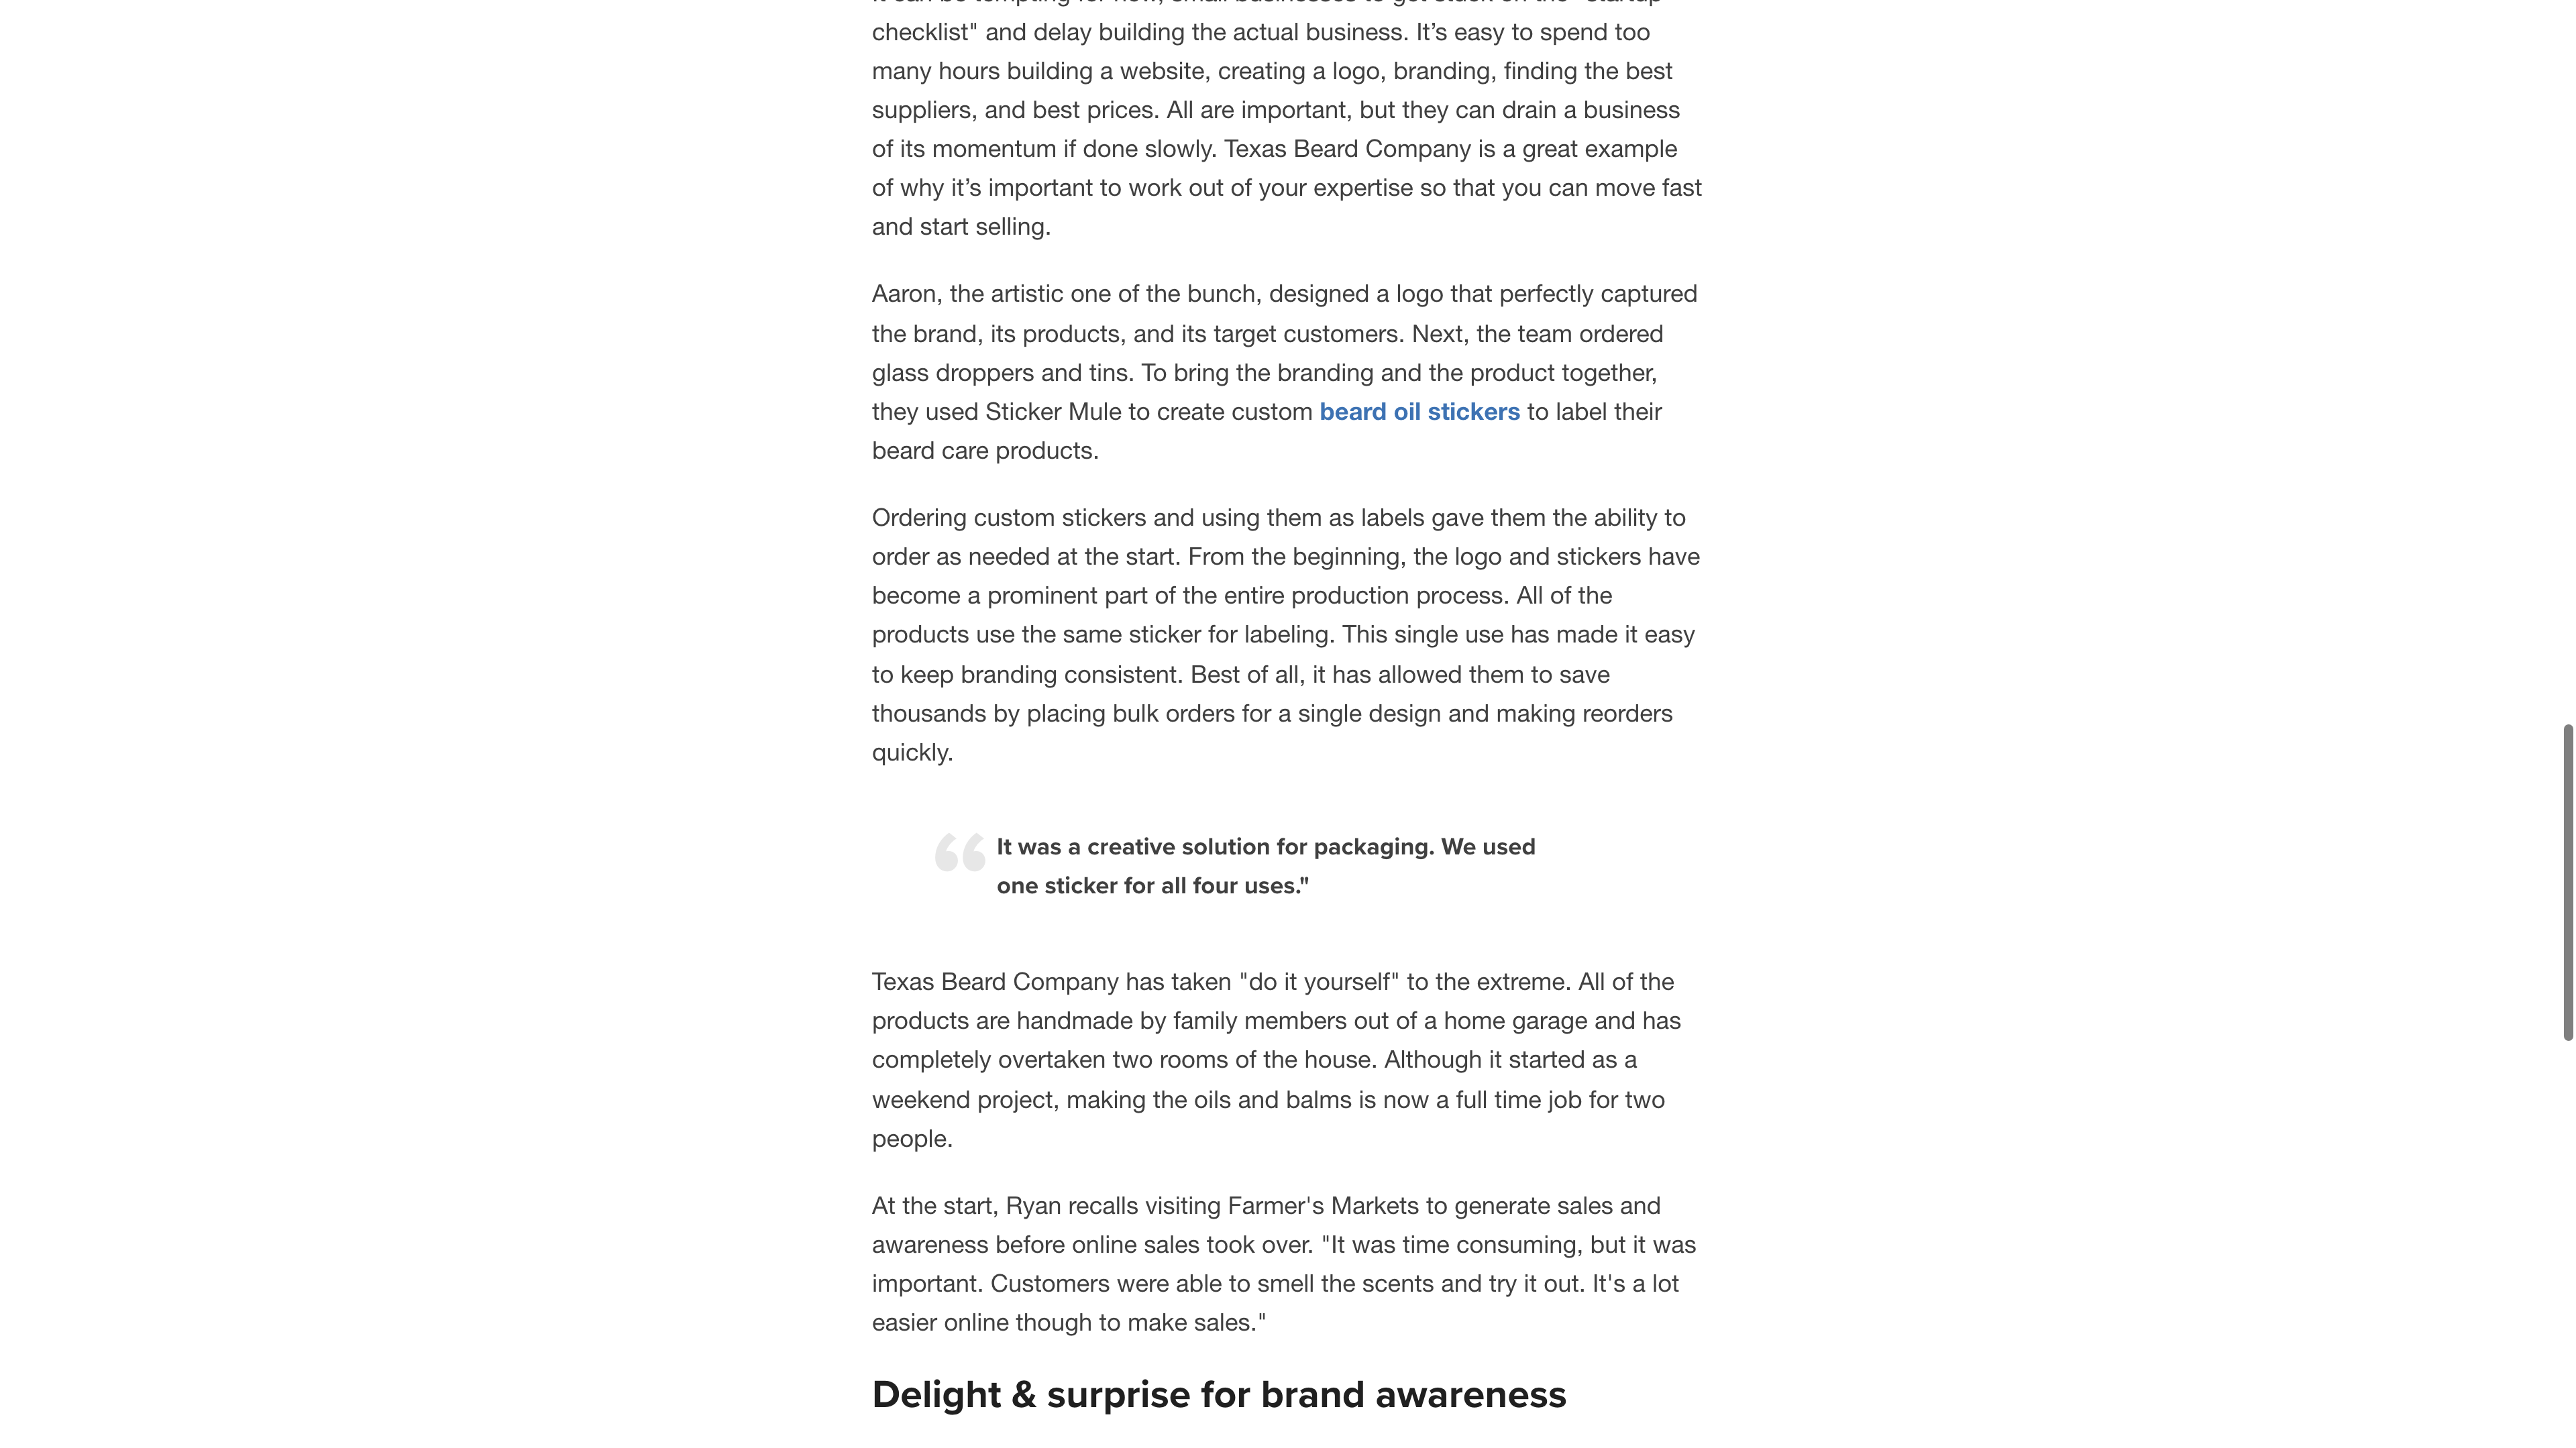 checklist" and delay building the actual business. It’s easy to spend too
many hours building a website, creating a logo, branding, finding the best
suppliers, and best prices. All are important, but they can drain a business
of its momentum if done slowly. Texas Beard Company is a great example
of why it’s important to work out of your expertise so that you can move fast
and start selling.
Aaron, the artistic one of the bunch, designed a logo that perfectly captured
the brand, its products, and its target customers. Next, the team ordered
glass droppers and tins. To bring the branding and the product together,
they used Sticker Mule to create custom beard oil stickers to label their
beard care products.
Ordering custom stickers and using them as labels gave them the ability to
order as needed at the start. From the beginning, the logo and stickers have
become a prominent part of the entire production process. All of the
products use the same sticker for labeling. This single use has made it easy
to keep branding consistent. Best of all, it has allowed them to save
thousands by placing bulk orders for a single design and making reorders
quickly.
“ It was a creative solution for packaging. We used
one sticker for all four uses."
Texas Beard Company has taken "do it yourself" to the extreme. All of the
products are handmade by family members out of a home garage and has
completely overtaken two rooms of the house. Although it started as a
weekend project, making the oils and balms is now a full time job for two
people.
At the start, Ryan recalls visiting Farmer's Markets to generate sales and
awareness before online sales took over. "It was time consuming, but it was
important. Customers were able to smell the scents and try it out. It's a lot
easier online though to make sales."
Delight & surprise for brand awareness